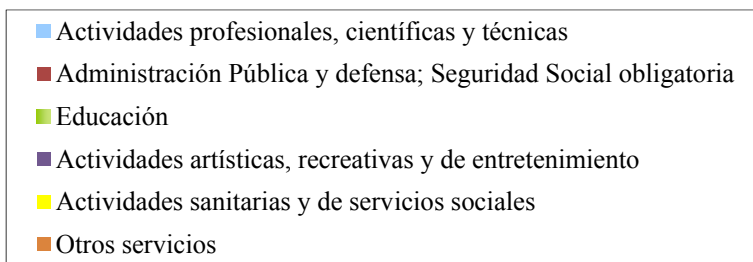 Actividades profesionales, científicas y técnicas
Administración Pública y defensa; Seguridad Social obligatoria
Educación
Actividades artísticas, recreativas y de entretenimiento
Actividades sanitarias y de servicios sociales
Otros servicios